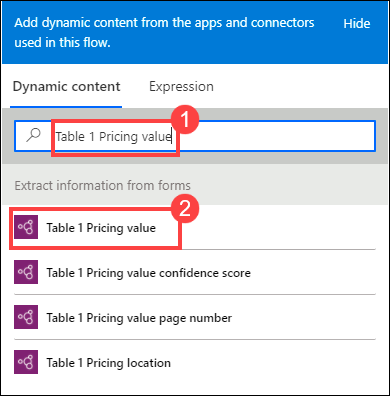 Add dynamic content from the apps and connectors Hide
used in this flow.
Dynamic content Expression
1
Table 1 Pricing value
Extract information from forms
2
Table 1 Pricing value
Table 1 Pricing value confidence score
Table 1 Pricing value page number
Table 1 Pricing location